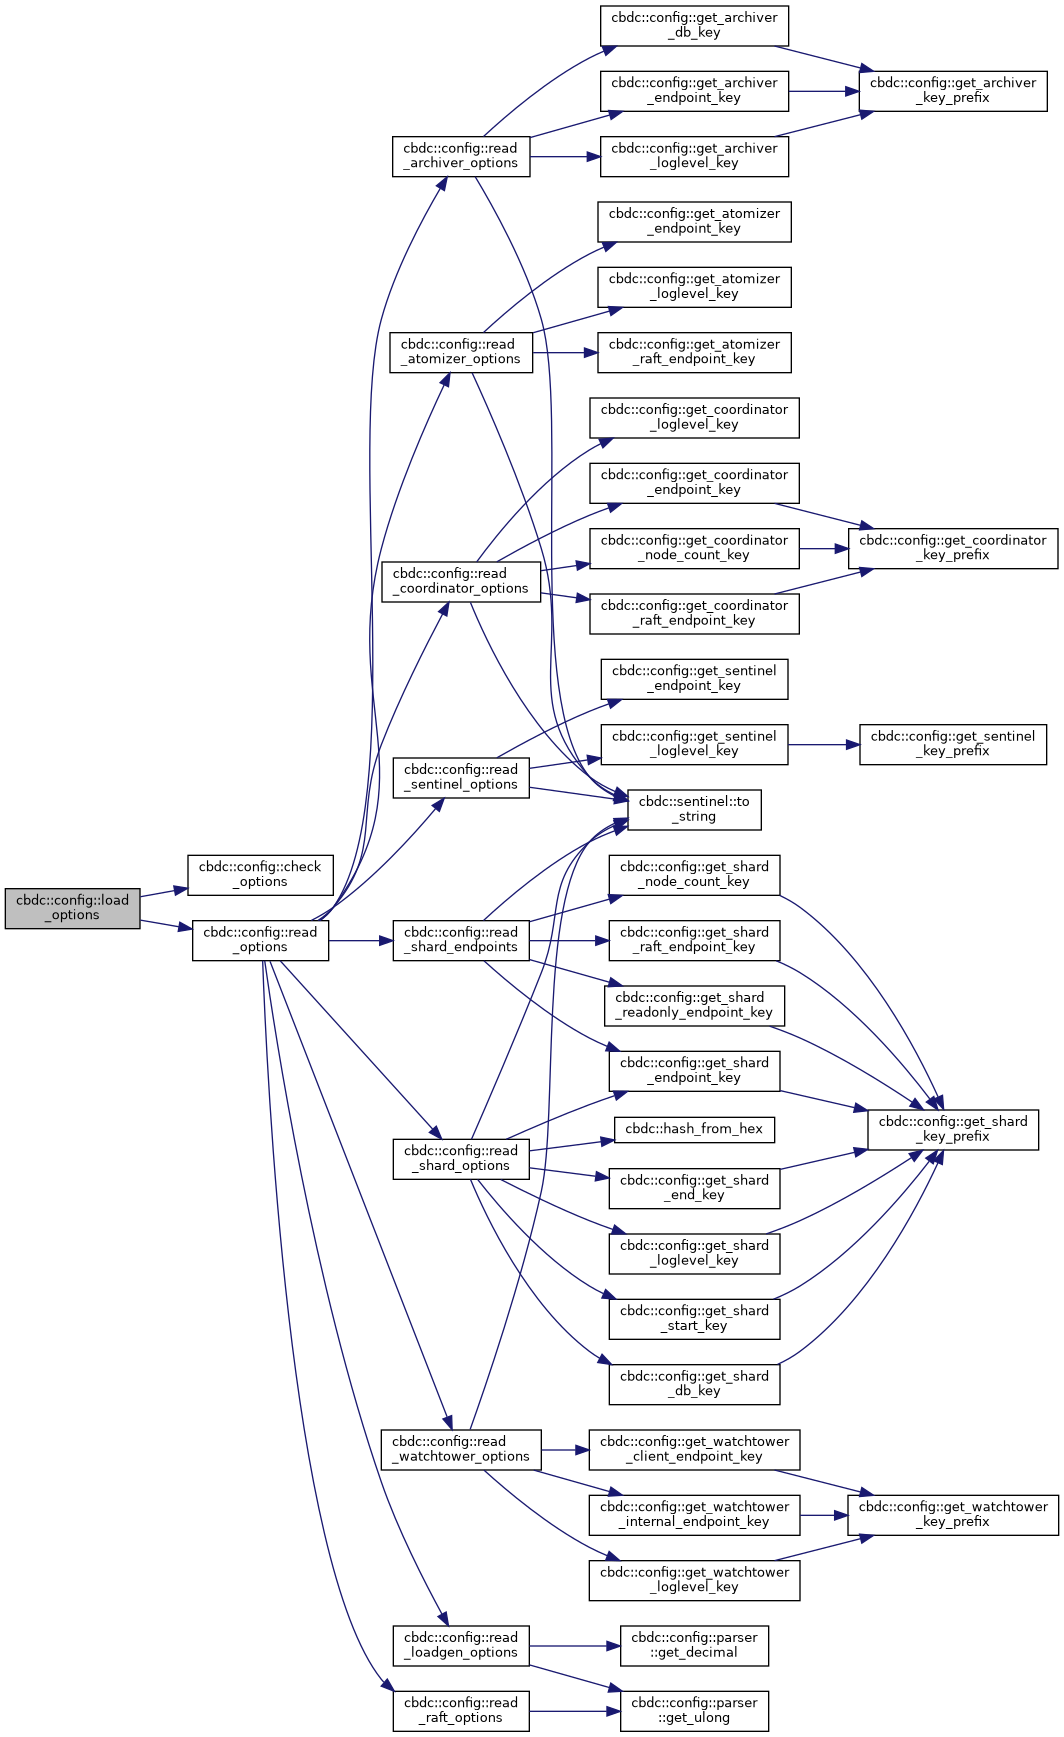 cbdc::config::get_archiver
_db_key
cbdc::config::get_archiver
_endpoint_key
cbdc::config::get_archiver
_key_prefix
cbdc::config::read
_archiver_options
cbdc::config::get_archiver
_loglevel_key
cbdc::config::get_atomizer
_endpoint_key
cbdc::config::get_atomizer
_loglevel_key
cbdc::config::read
_atomizer_options
cbdc::config::get_atomizer
_raft_endpoint_key
cbdc::config::get_coordinator
_loglevel_key
cbdc::config::get_coordinator
_endpoint_key
cbdc::config::get_coordinator
_node_count_key
cbdc::config::get_coordinator
_key_prefix
cbdc::config::read
_coordinator_options
cbdc::config::get_coordinator
_raft_endpoint_key
cbdc::config::get_sentinel
_endpoint_key
cbdc::config::get_sentinel
_loglevel_key
cbdc::config::get_sentinel
_key_prefix
cbdc::config::read
_sentinel_options
cbdc::sentinel::to
_string
cbdc::config::check
_options
cbdc::config::get_shard
_node_count_key
cbdc::config::load
_options
cbdc::config::read
_options
cbdc::config::read
_shard_endpoints
cbdc::config::get_shard
_raft_endpoint_key
cbdc::config::get_shard
_readonly_endpoint_key
cbdc::config::get_shard
_endpoint_key
cbdc::hash_from_hex
cbdc::config::get_shard
_key_prefix
cbdc::config::read
_shard_options
cbdc::config::get_shard
_end_key
cbdc::config::get_shard
_loglevel_key
cbdc::config::get_shard
_start_key
cbdc::config::get_shard
_db_key
cbdc::config::read
_watchtower_options
cbdc::config::get_watchtower
_client_endpoint_key
cbdc::config::get_watchtower
_internal_endpoint_key
cbdc::config::get_watchtower
_key_prefix
cbdc::config::get_watchtower
_loglevel_key
cbdc::config::read
_loadgen_options
cbdc::config::parser
::get_decimal
cbdc::config::read
_raft_options
cbdc::config::parser
::get_ulong